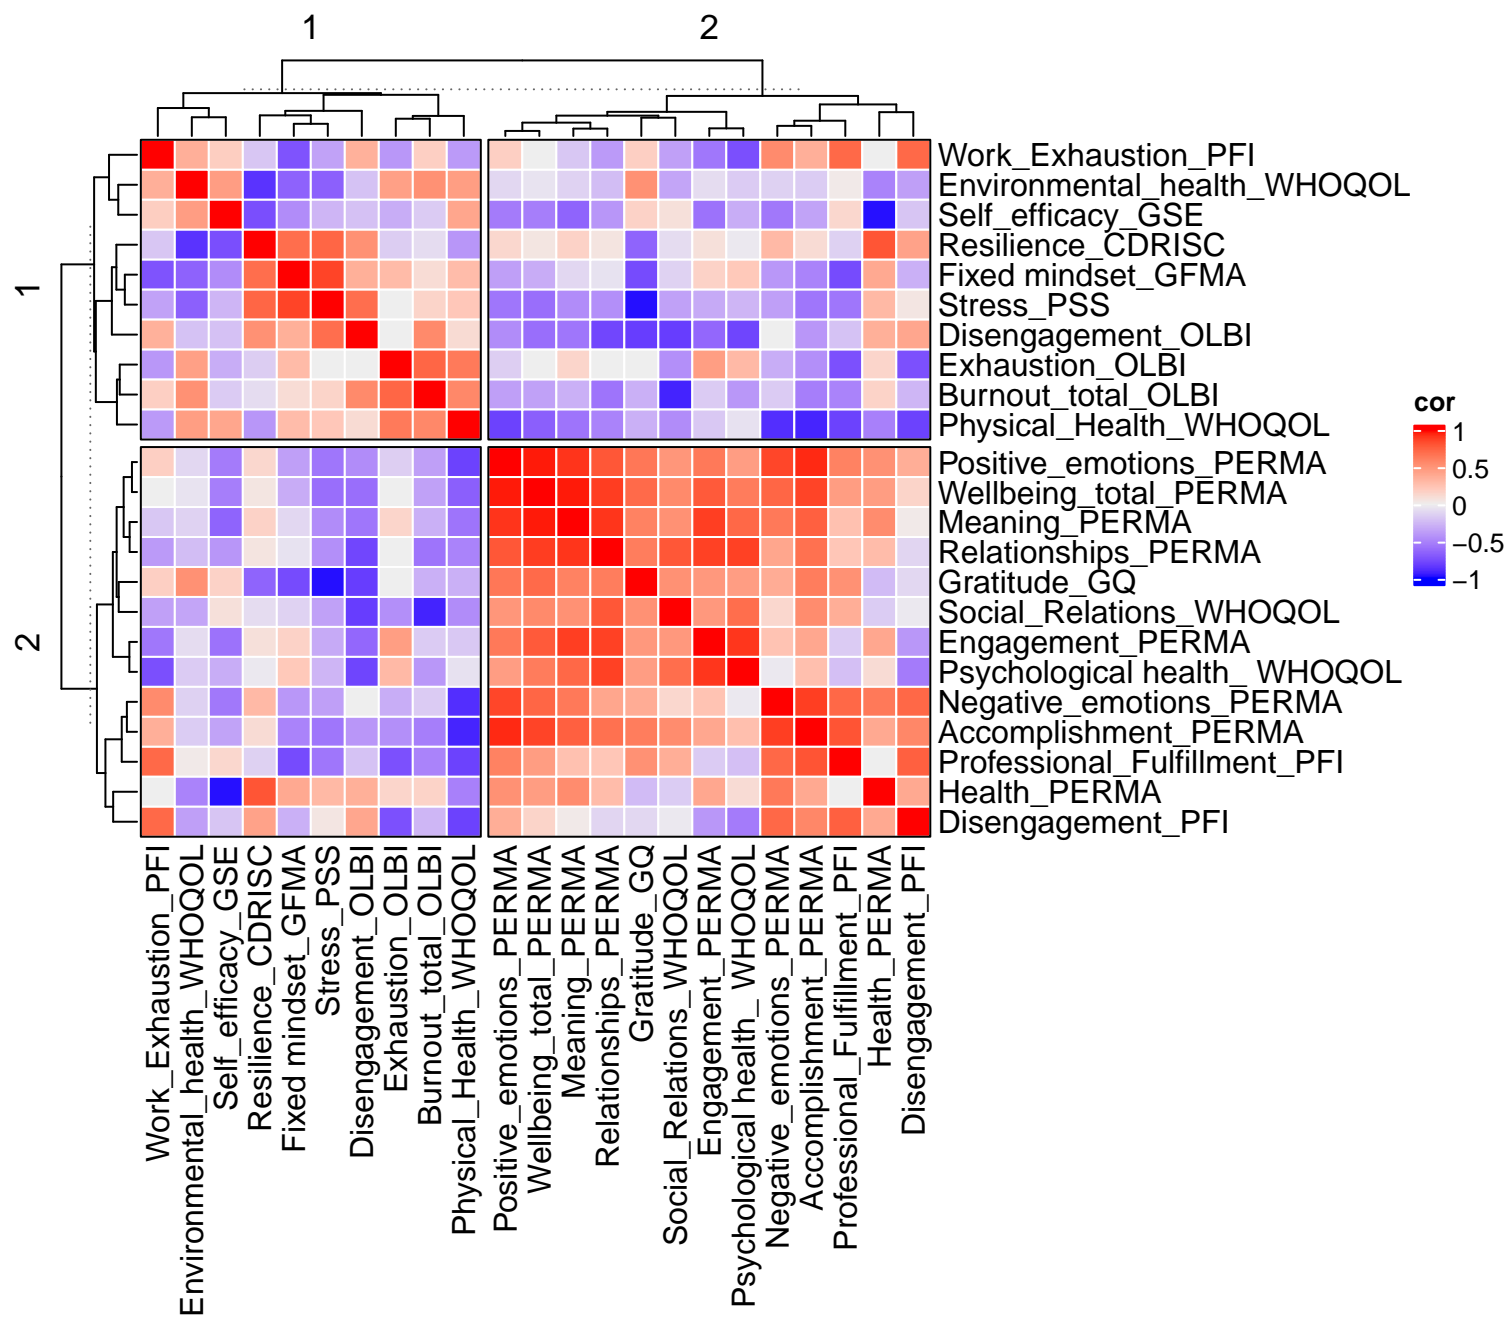 1
2
1
2
Work_Exhaustion_PFI
Environmental_health_WHOQOL
Self_efficacy_GSE
Resilience_CDRISC
Fixed mindset_GFMA
Stress_PSS
Disengagement_OLBI
Exhaustion_OLBI
Burnout_total_OLBI
Physical_Health_WHOQOL
Positive_emotions_PERMA
Wellbeing_total_PERMA
Meaning_PERMA
Relationships_PERMA
Gratitude_GQ
Social_Relations_WHOQOL
Engagement_PERMA
Psychological health_ WHOQOL
Negative_emotions_PERMA
Accomplishment_PERMA
Professional_Fulfillment_PFI
Health_PERMA
Disengagement_PFI
cor
1
0.5
0
−0.5
−1
Work_Exhaustion_PFI
Environmental_health_WHOQOL
Self_efficacy_GSE
Resilience_CDRISC
Fixed mindset_GFMA
Stress_PSS
Disengagement_OLBI
Exhaustion_OLBI
Burnout_total_OLBI
Physical_Health_WHOQOL
Positive_emotions_PERMA
Wellbeing_total_PERMA
Meaning_PERMA
Relationships_PERMA
Gratitude_GQ
Social_Relations_WHOQOL
Engagement_PERMA
Psychological health_ WHOQOL
Negative_emotions_PERMA
Accomplishment_PERMA
Professional_Fulfillment_PFI
Health_PERMA
Disengagement_PFI